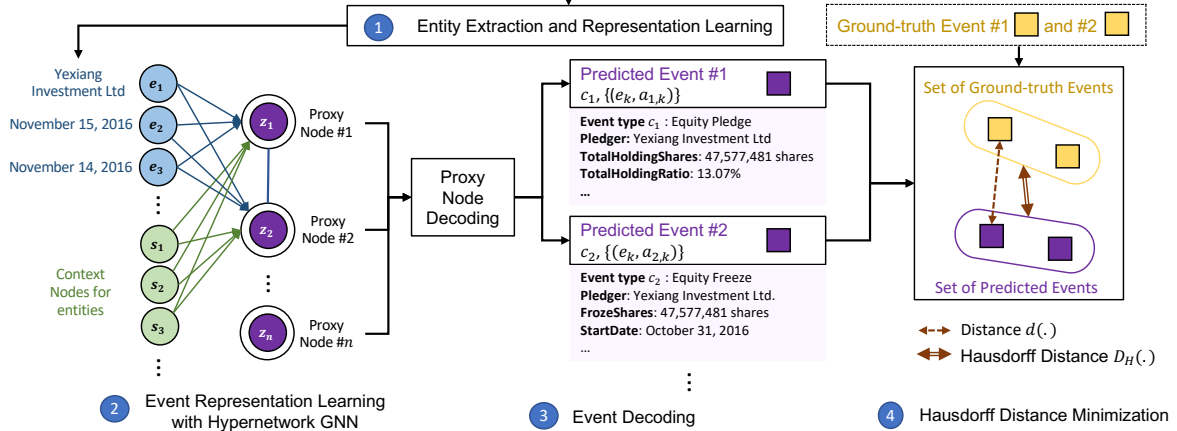 1 Entity Extraction and Representation Learning
Ground-truth Event #1 and #2
Yexiang
Investment Ltd
November 15, 2016
November 14, 2016
e1
e2
e3
⋮
s1
s2
s3
⋮
Context
Nodes for
entities
z1
z2
⋮
zn
Proxy
Node #1
Proxy
Node #2
Proxy
Node #n
Proxy
Node
Decoding
Predicted Event #1
c1, {(ek, a1,k)}
Event type c1 : Equity Pledge
Pledger: Yexiang Investment Ltd
TotalHoldingShares: 47,577,481 shares
TotalHoldingRatio: 13.07%
...
Predicted Event #2
c2, {(ek, a2,k)}
Event type c2 : Equity Freeze
Pledger: Yexiang Investment Ltd.
FrozeShares: 47,577,481 shares
StartDate: October 31, 2016
...
⋮
Set of Ground-truth Events
Set of Predicted Events
Distance d(.)
Hausdorff Distance DH(.)
2 Event Representation Learning
with Hypernetwork GNN
3 Event Decoding
4 Hausdorff Distance Minimization